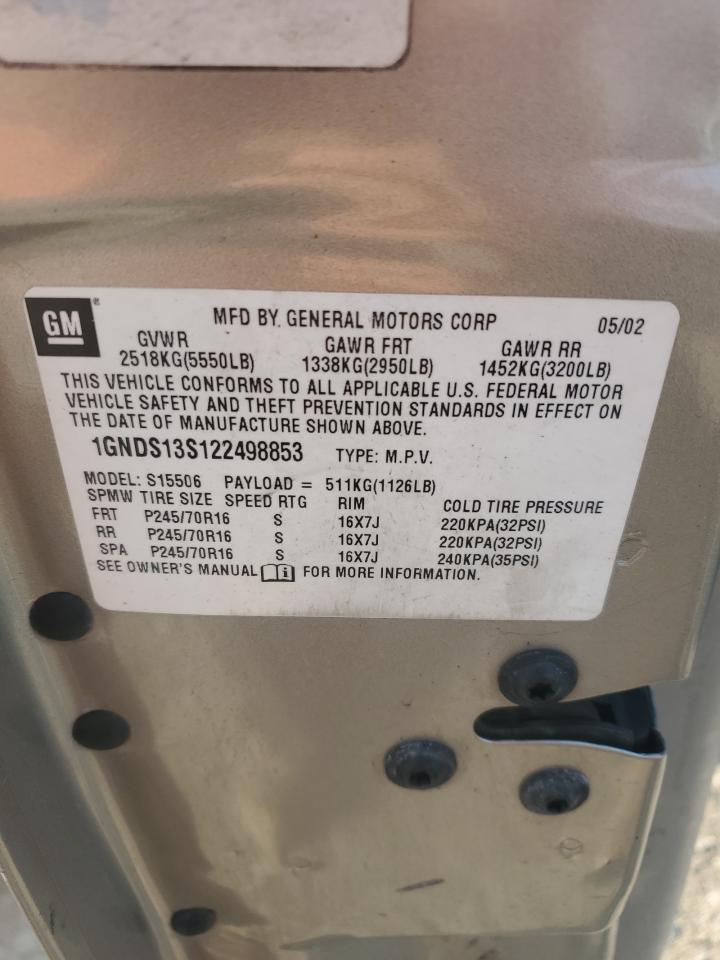 GM® MFD BY. GENERAL MOTORS CORP 05/02
GVWR GAWR FRT GAWR RR
2518KG(5550LB) 1338KG(2950LB) 1452KG(3200LB)
THIS VEHICLE CONFORMS TO ALL APPLICABLE U.S. FEDERAL MOTOR
VEHICLE SAFETY AND THEFT PREVENTION STANDARDS IN EFFECT ON
THE DATE OF MANUFACTURE SHOWN ABOVE.
1GNDS13S122498853 TYPE: M.P.V.
MODEL: S15506 PAYLOAD = 511KG(1126LB)
SPMW TIRE SIZE SPEED RTG RIM COLD TIRE PRESSURE
FRT P245/70R16 S 16X7J 220KPA(32PSI)
RR P245/70R16 S 16X7J 220KPA(32PSI)
SPA P245/70R16 S 16X7J 240KPA(35PSI)
SEE OWNER'S MANUAL i FOR MORE INFORMATION.